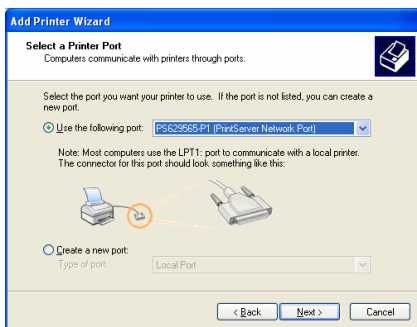 Add Printer Wizard
Select a Printer Port
Computers communicate with printers through ports.
Select the port you want your printer to use. If the port is not listed, you can create a
new port.
Use the following port: PS629565-P1 (PrintServer Network Port)
Note: Most computers use the LPT1: port to communicate with a local printer.
The connector for this port should look something like this:
Create a new port:
Type of port: Local Port
< Back Next > Cancel